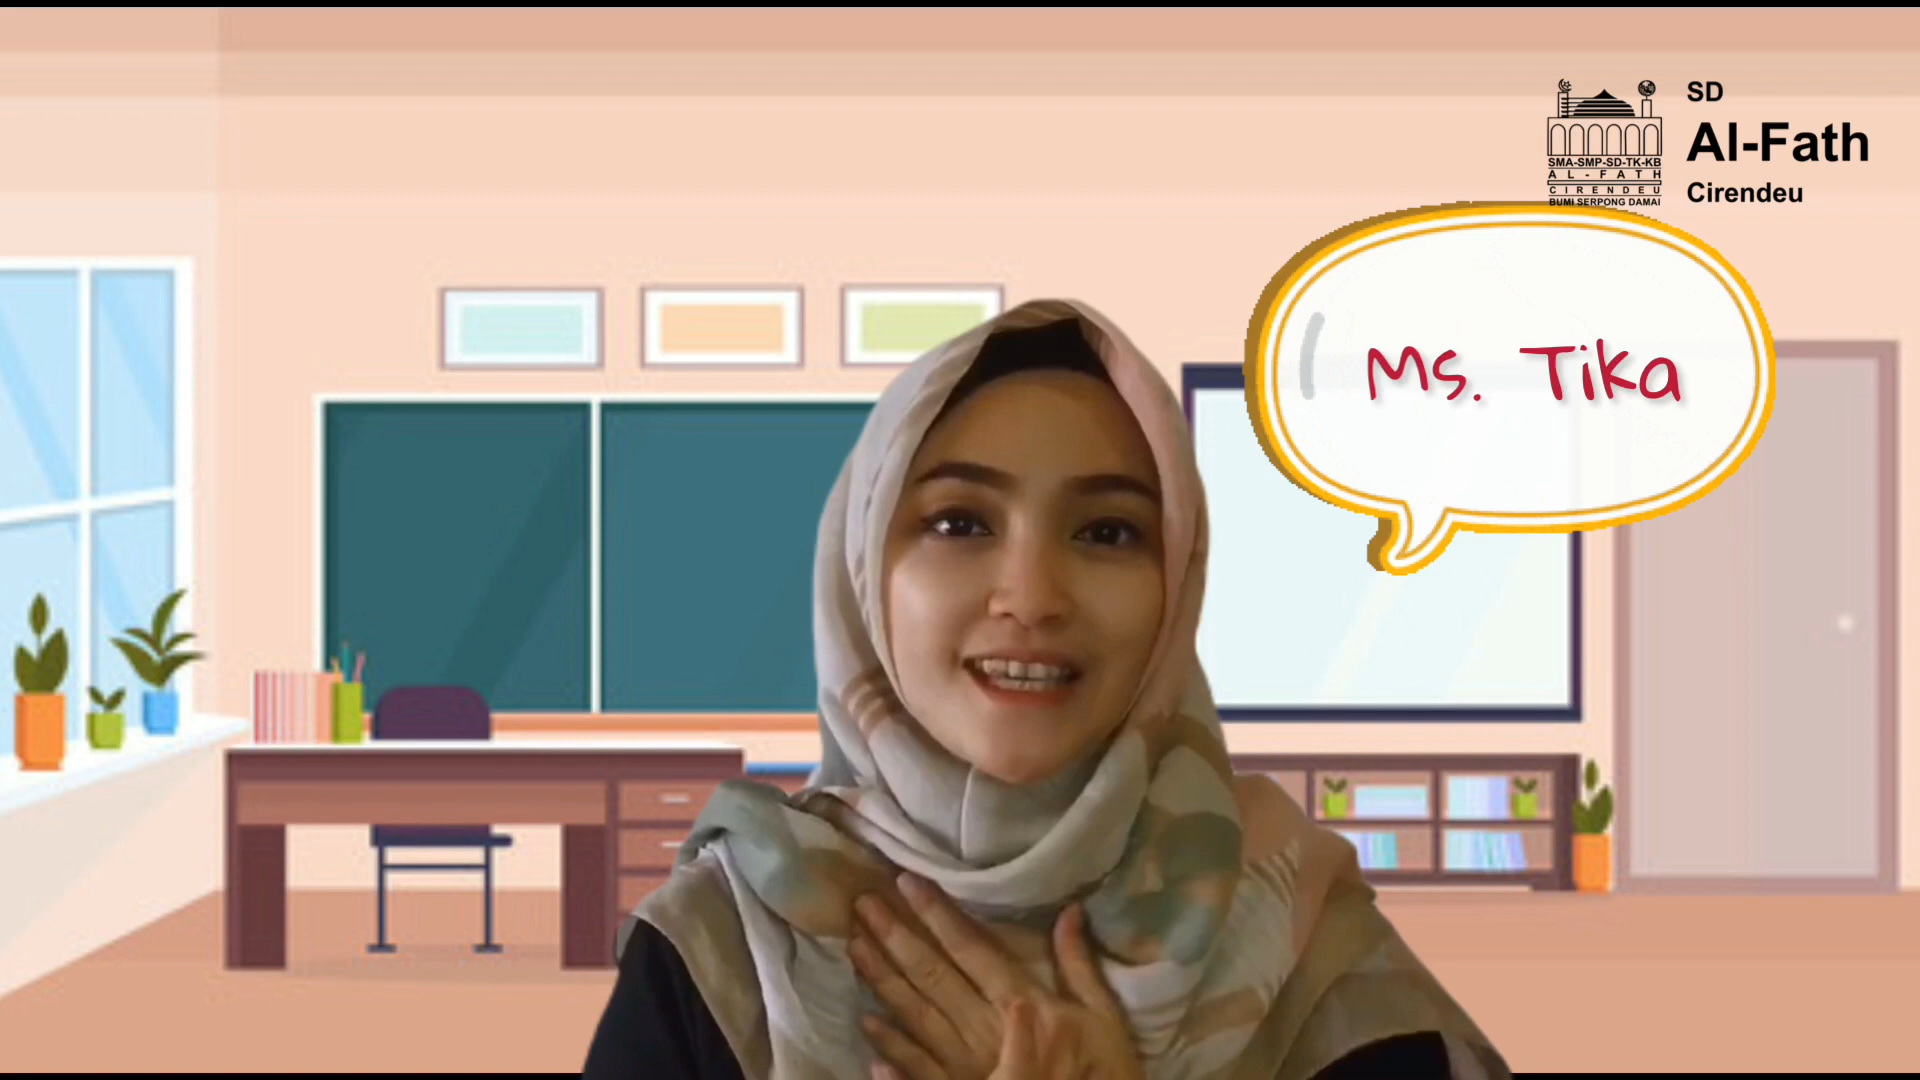 SD
Al-Fath
Cirendeu
SMA-SMP-SD-TK-KB
AL-FATH
CIRENDEU
BUMI SERPONG DAMAI
Ms. Tika